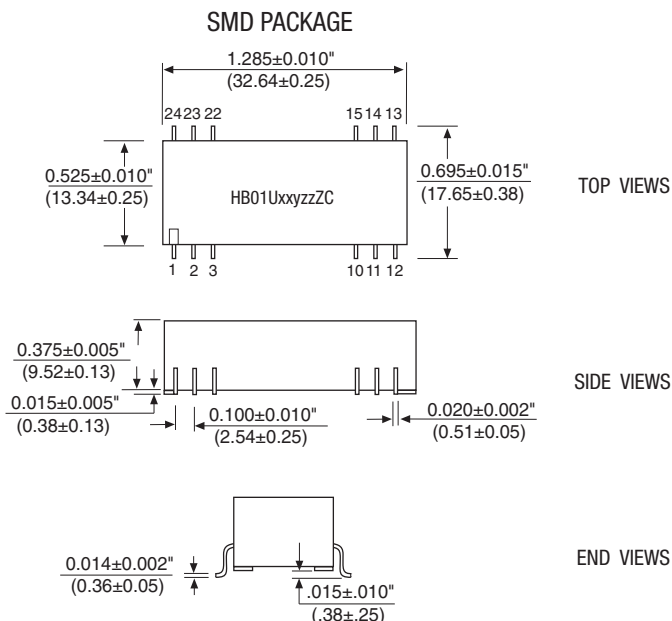 SMD PACKAGE
1.285±0.010"
(32.64±0.25)
24 23 22
15 14 13
0.525±0.010"
(13.34±0.25)
HB01UxxyzzZC
0.695±0.015"
(17.65±0.38)
TOP VIEWS
1 2 3
10 11 12
0.375±0.005"
(9.52±0.13)
SIDE VIEWS
0.015±0.005"
(0.38±0.13)
0.100±0.010"
(2.54±0.25)
0.020±0.002"
(0.51±0.05)
END VIEWS
0.014±0.002"
(0.36±0.05)
.015±.010"
(.38±.25)